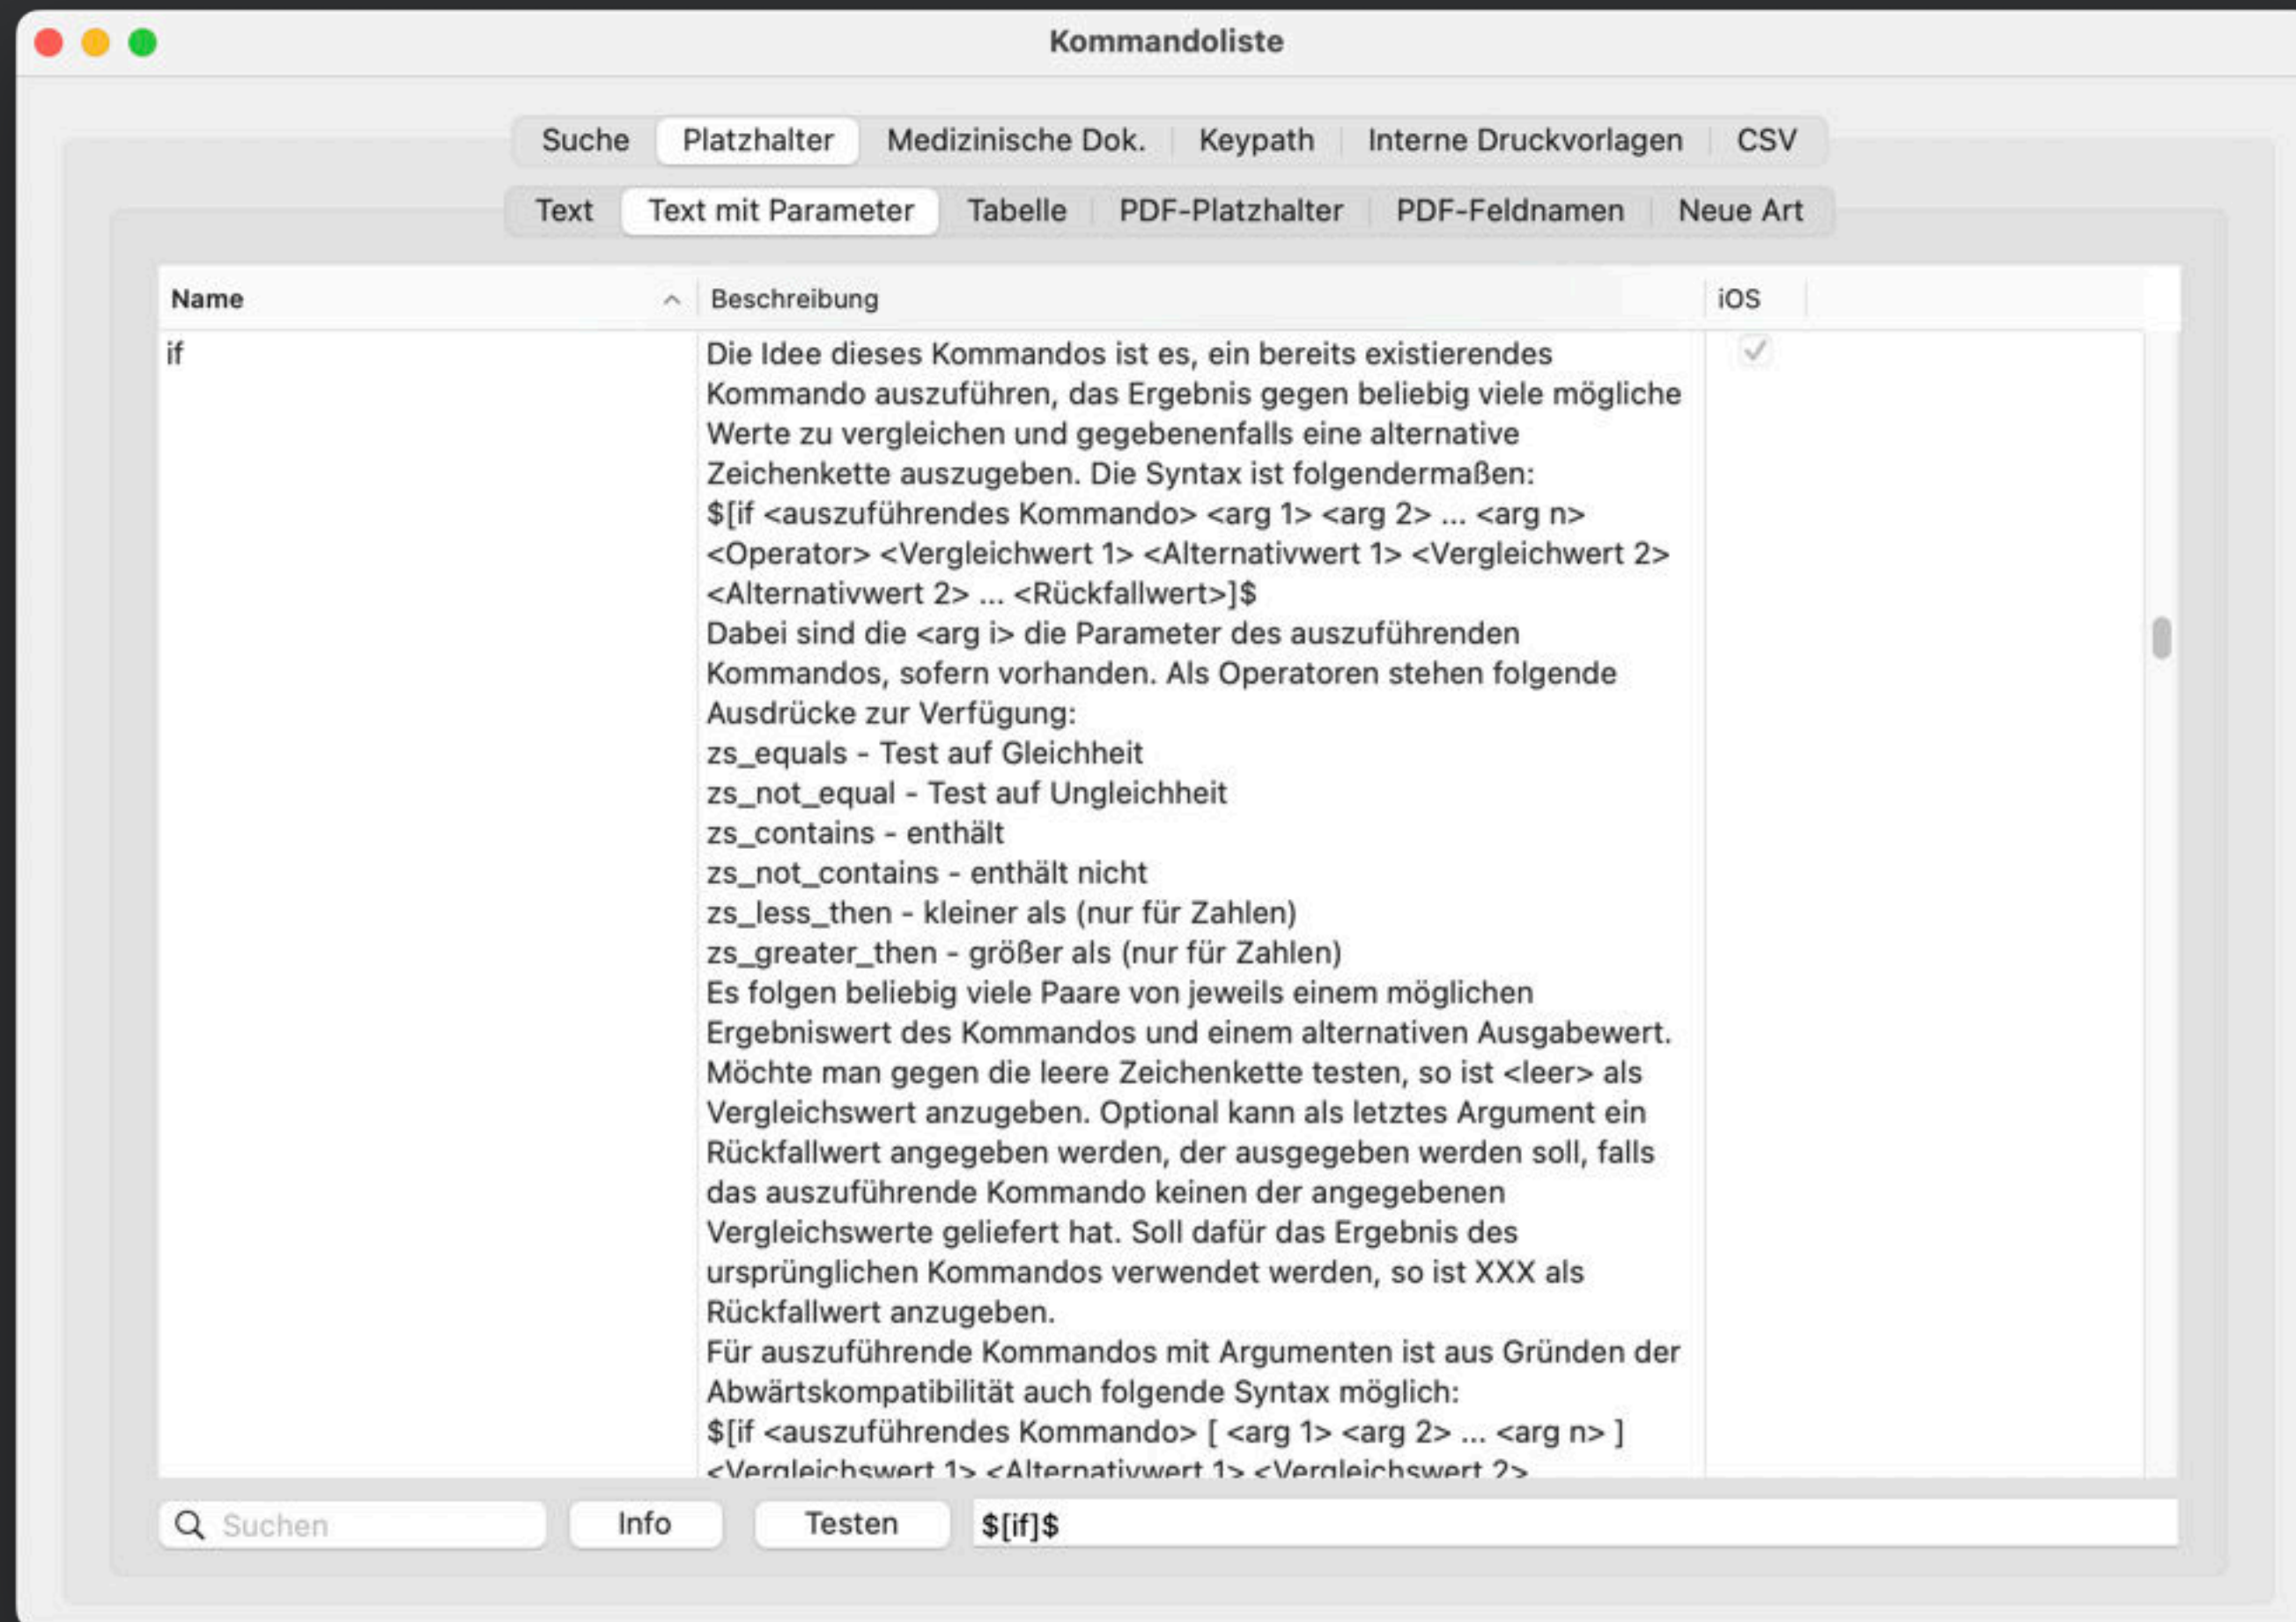 Kommandoliste
Suche Platzhalter Medizinische Dok. Keypath Interne Druckvorlagen CSV
Text Text mit Parameter Tabelle PDF-Platzhalter PDF-Feldnamen Neue Art
Name Beschreibung iOS
if Die Idee dieses Kommandos ist es, ein bereits existierendes
Kommando auszuführen, das Ergebnis gegen beliebig viele mögliche
Werte zu vergleichen und gegebenenfalls eine alternative
Zeichenkette auszugeben. Die Syntax ist folgendermaßen:
$[if <auszuführendes Kommando> <arg 1> <arg 2> ... <arg n>
<Operator> <Vergleichwert 1> <Alternativwert 1> <Vergleichwert 2>
<Alternativwert 2> ... <Rückfallwert>]$
Dabei sind die <arg i> die Parameter des auszuführenden
Kommandos, sofern vorhanden. Als Operatoren stehen folgende
Ausdrücke zur Verfügung:
zs_equals - Test auf Gleichheit
zs_not_equal - Test auf Ungleichheit
zs_contains - enthält
zs_not_contains - enthält nicht
zs_less_then - kleiner als (nur für Zahlen)
zs_greater_then - größer als (nur für Zahlen)
Es folgen beliebig viele Paare von jeweils einem möglichen
Ergebniswert des Kommandos und einem alternativen Ausgabewert.
Möchte man gegen die leere Zeichenkette testen, so ist <leer> als
Vergleichswert anzugeben. Optional kann als letztes Argument ein
Rückfallwert angegeben werden, der ausgegeben werden soll, falls
das auszuführende Kommando keinen der angegebenen
Vergleichswerte geliefert hat. Soll dafür das Ergebnis des
ursprünglichen Kommandos verwendet werden, so ist XXX als
Rückfallwert anzugeben.
Für auszuführende Kommandos mit Argumenten ist aus Gründen der
Abwärtskompatibilität auch folgende Syntax möglich:
$[if <auszuführendes Kommando> [ <arg 1> <arg 2> ... <arg n> ]
<Vergleichswert 1> <Alternativwert 1> <Vergleichswert 2>
Suchen Info Testen $[if]$